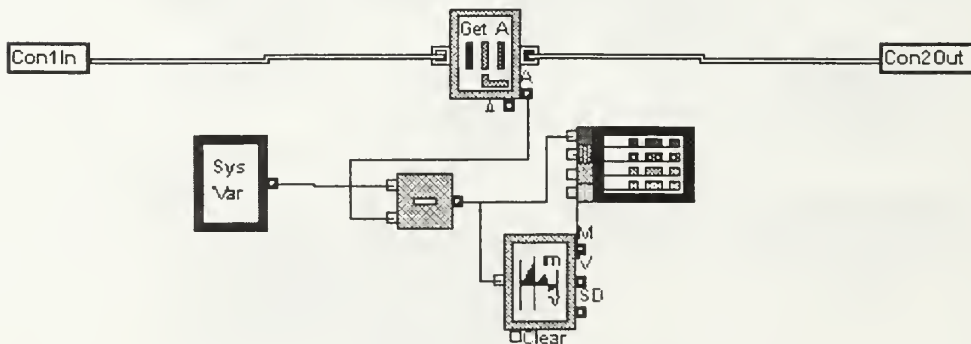 Get A
Con1In
Con2Out
A
Δ
Sys
Var
M
V
SD
Clear